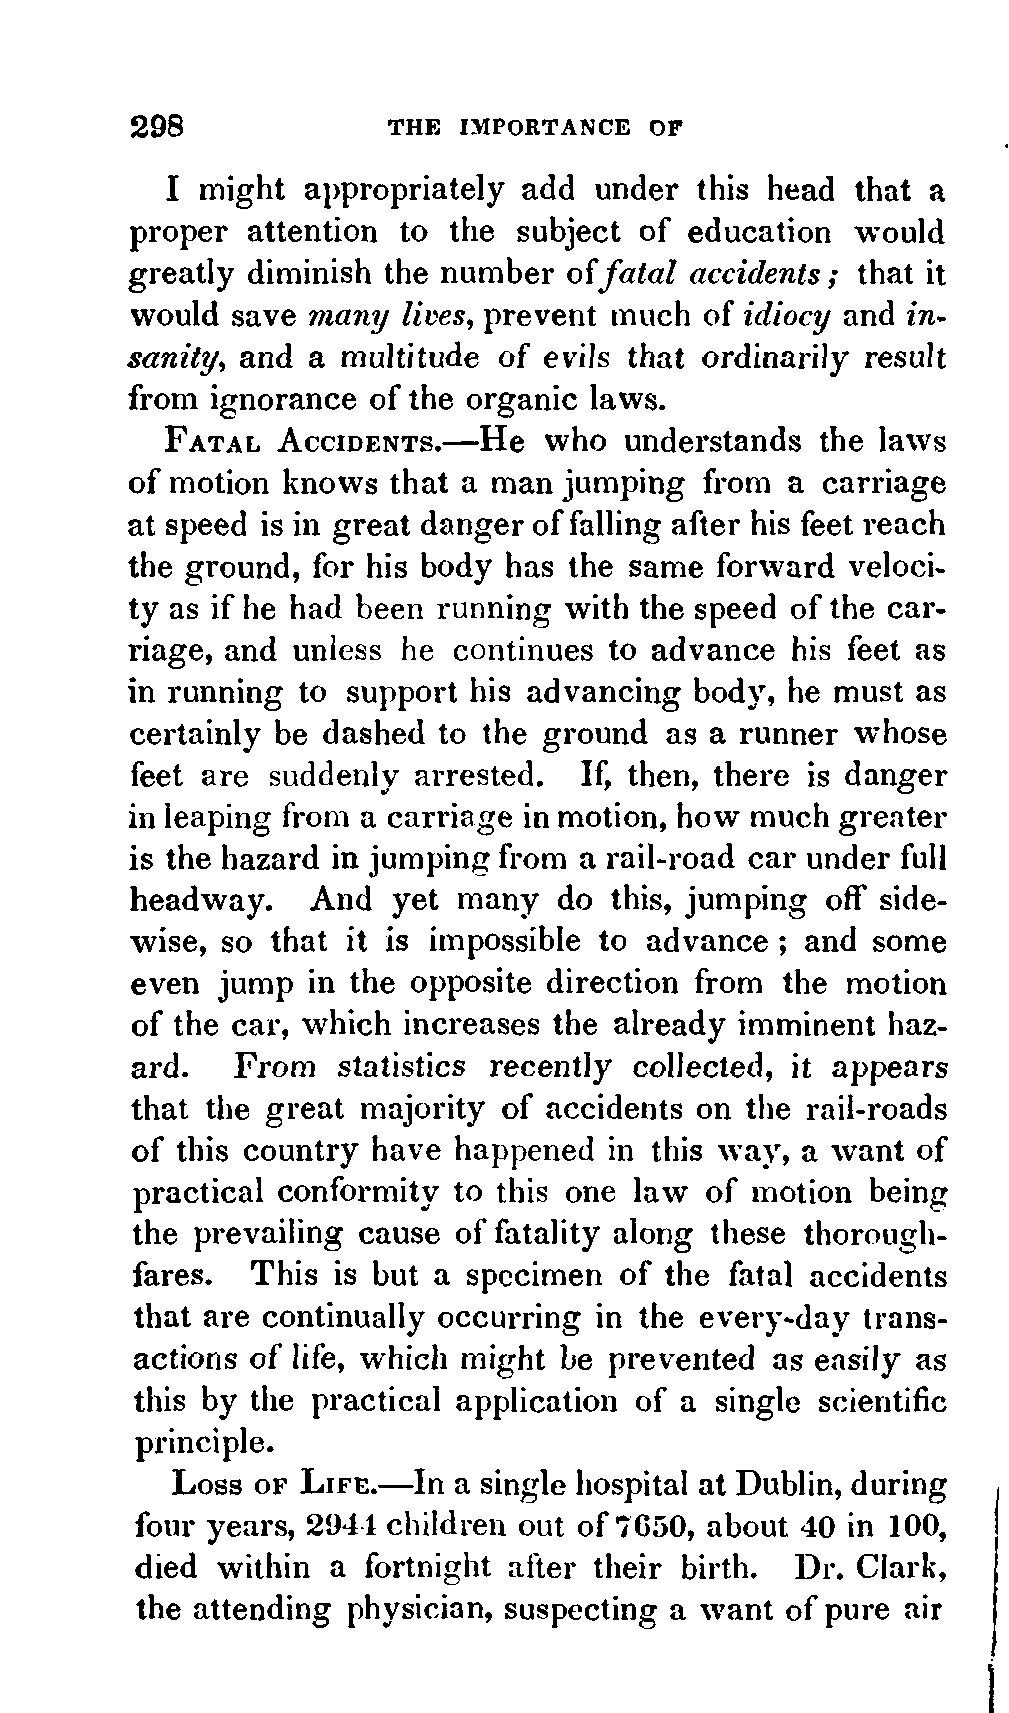 298 THE IMPORTANCE OF
I might appropriately add under this head that a
proper attention to the subject of education would
greatly diminish the number of fatal accidents; that it
would save many lives, prevent much of idiocy and in-
sanity, and a multitude of evils that ordinarily result
from ignorance of the organic laws.
FATAL ACCIDENTS.—He who understands the laws
of motion knows that a man jumping from a carriage
at speed is in great danger of falling after his feet reach
the ground, for his body has the same forward veloci-
ty as if he had been running with the speed of the car-
riage, and unless he continues to advance his feet as
in running to support his advancing body, he must as
certainly be dashed to the ground as a runner whose
feet are suddenly arrested. If, then, there is danger
in leaping from a carriage in motion, how much greater
is the hazard in jumping from a rail-road car under full
headway. And yet many do this, jumping off side-
wise, so that it is impossible to advance; and some
even jump in the opposite direction from the motion
of the car, which increases the already imminent haz-
ard. From statistics recently collected, it appears
that the great majority of accidents on the rail-roads
of this country have happened in this way, a want of
practical conformity to this one law of motion being
the prevailing cause of fatality along these thorough-
fares. This is but a specimen of the fatal accidents
that are continually occurring in the every-day trans-
actions of life, which might be prevented as easily as
this by the practical application of a single scientific
principle.
LOSS OF LIFE.—In a single hospital at Dublin, during
four years, 2944 children out of 7650, about 40 in 100,
died within a fortnight after their birth. Dr. Clark,
the attending physician, suspecting a want of pure air